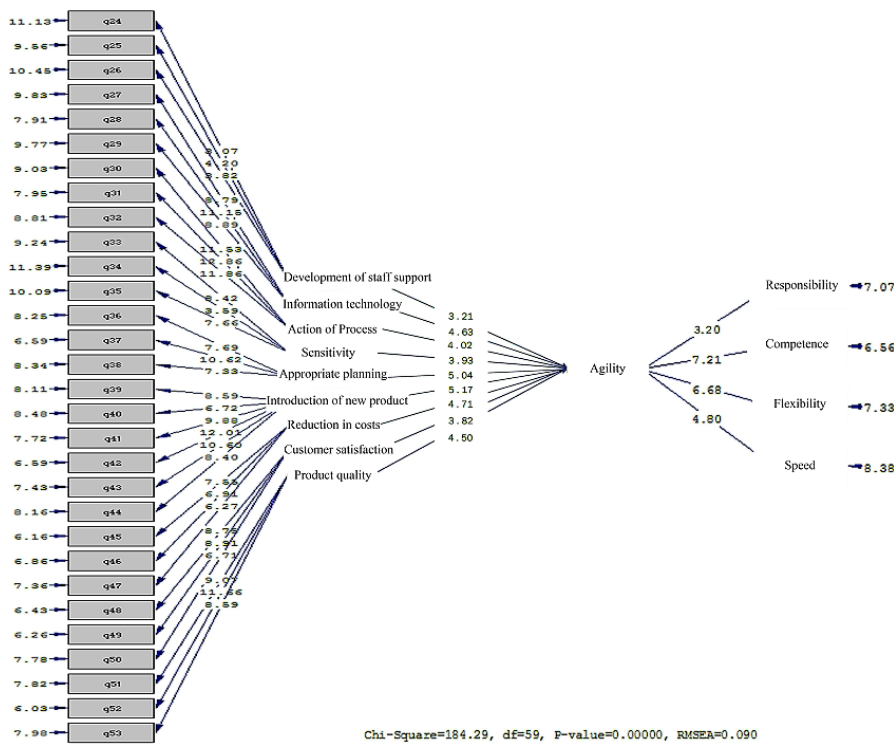 11.13 q24
9.56 q25
10.45 q26
9.83 q27
7.91 q28
9.77 q29
9.03 q30
7.95 q31
8.81 q32
9.24 q33
11.39 q34
10.09 q35
8.25 q36
6.59 q37
8.34 q38
8.11 q39
8.48 q40
7.72 q41
6.59 q42
7.43 q43
8.16 q44
6.16 q45
6.86 q46
7.36 q47
6.43 q48
6.26 q49
7.78 q50
7.82 q51
6.03 q52
7.98 q53
4.20
8.82
8.79
11.15
8.89
11.53
11.86
8.42
3.59
7.66
7.69
10.62
7.33
8.59
6.72
9.88
12.01
10.60
8.40
6.91
6.27
6.71
8.59
Development of staff support
Information technology
Action of Process
Sensitivity
Appropriate planning
Introduction of new product
Reduction in costs
Customer satisfaction
Product quality
3.21
4.63
4.02
3.93
5.04
5.17
4.71
3.82
4.50
Agility
3.20
7.21
6.68
4.80
Responsibility 7.07
Competence 6.56
Flexibility 7.33
Speed 8.38
Chi-Square=184.29, df=59, P-value=0.00000, RMSEA=0.090